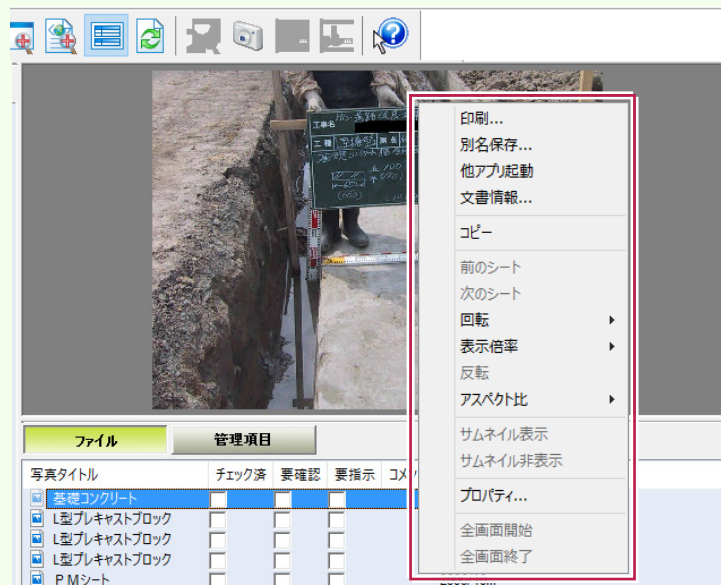 工事名
工種
測点
印刷...
別名保存...
他アプリ起動
文書情報...
コピー
前のシート
次のシート
回転
表示倍率
反転
アスペクト比
サムネイル表示
サムネイル非表示
プロパティ...
全画面開始
全画面終了
ファイル
管理項目
写真タイトル チェック済 要確認 要指示
基礎コンクリート
L型プレキャストブロック
L型プレキャストブロック
L型プレキャストブロック
PMシート